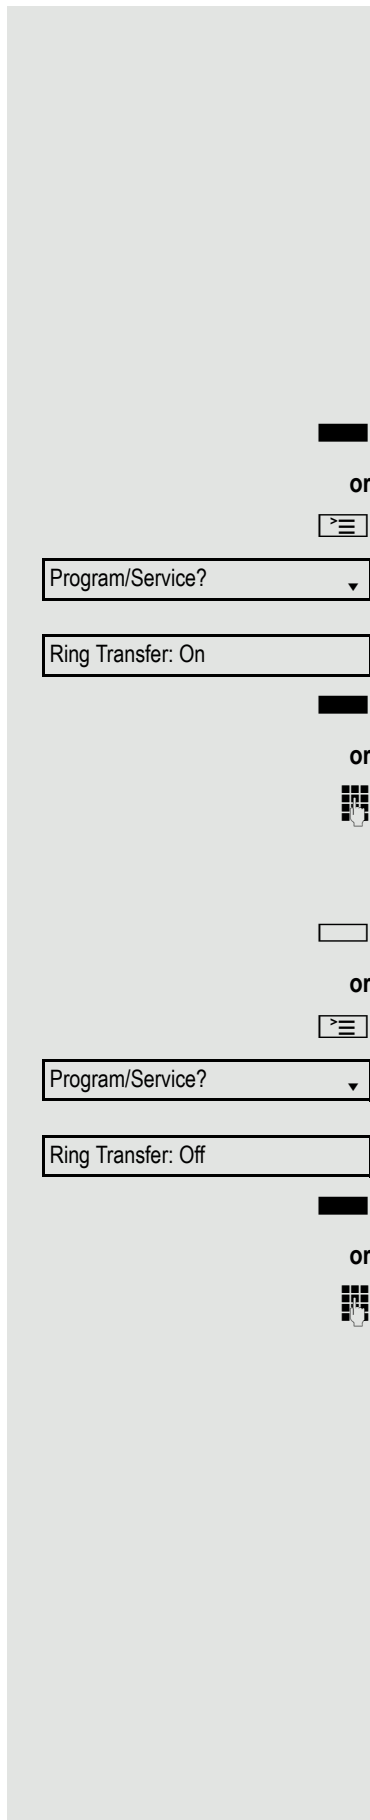 or
Program/Service?
Ring Transfer: On
or
or
Program/Service?
Ring Transfer: Off
or